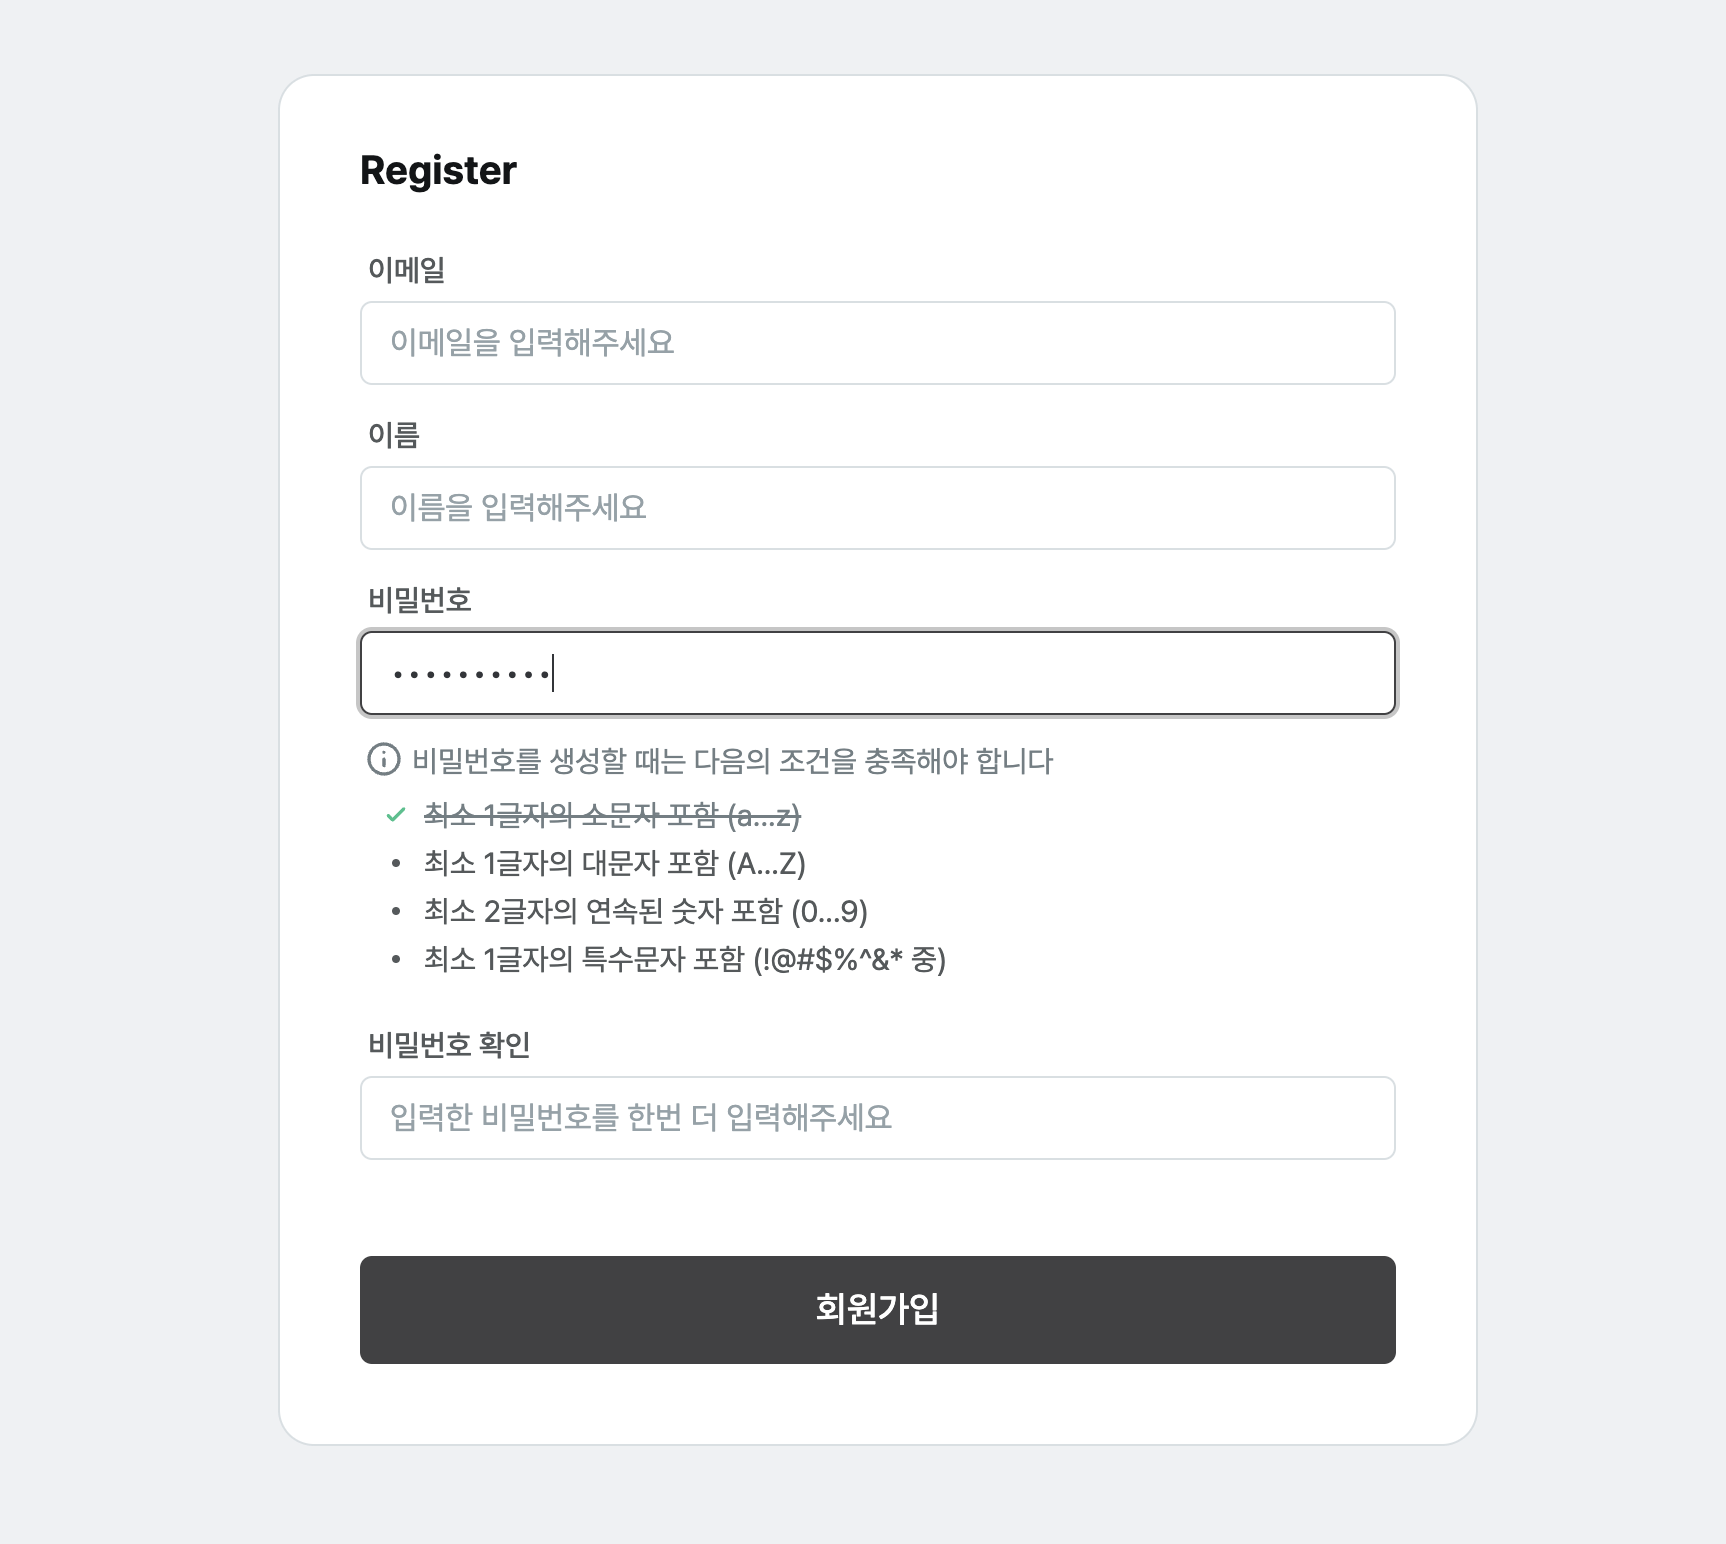 Register
이메일
이메일을 입력해주세요
이름
이름을 입력해주세요
비밀번호
••••••••••
비밀번호를 생성할 때는 다음의 조건을 충족해야 합니다
최소 1글자의 소문자 포함 (a...z)
• 최소 1글자의 대문자 포함 (A...Z)
• 최소 2글자의 연속된 숫자 포함 (0...9)
• 최소 1글자의 특수문자 포함 (!@#$%^&* 중)
비밀번호 확인
입력한 비밀번호를 한번 더 입력해주세요
회원가입